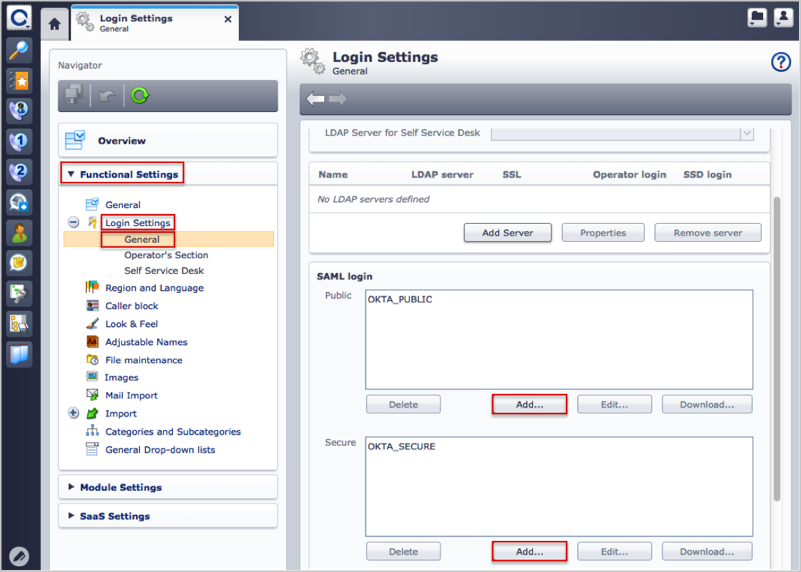 Login Settings
General
Navigator
Overview
Functional Settings
General
Login Settings
General
Operator's Section
Self Service Desk
Region and Language
Caller block
Look & Feel
Adjustable Names
File maintenance
Images
Mail Import
Import
Categories and Subcategories
General Drop-down lists
Module Settings
SaaS Settings
Login Settings
General
LDAP Server for Self Service Desk
Name LDAP server SSL Operator login SSD login
No LDAP servers defined
Add Server Properties Remove server
SAML login
Public OKTA_PUBLIC
Delete Add... Edit... Download...
Secure OKTA_SECURE
Delete Add... Edit... Download...